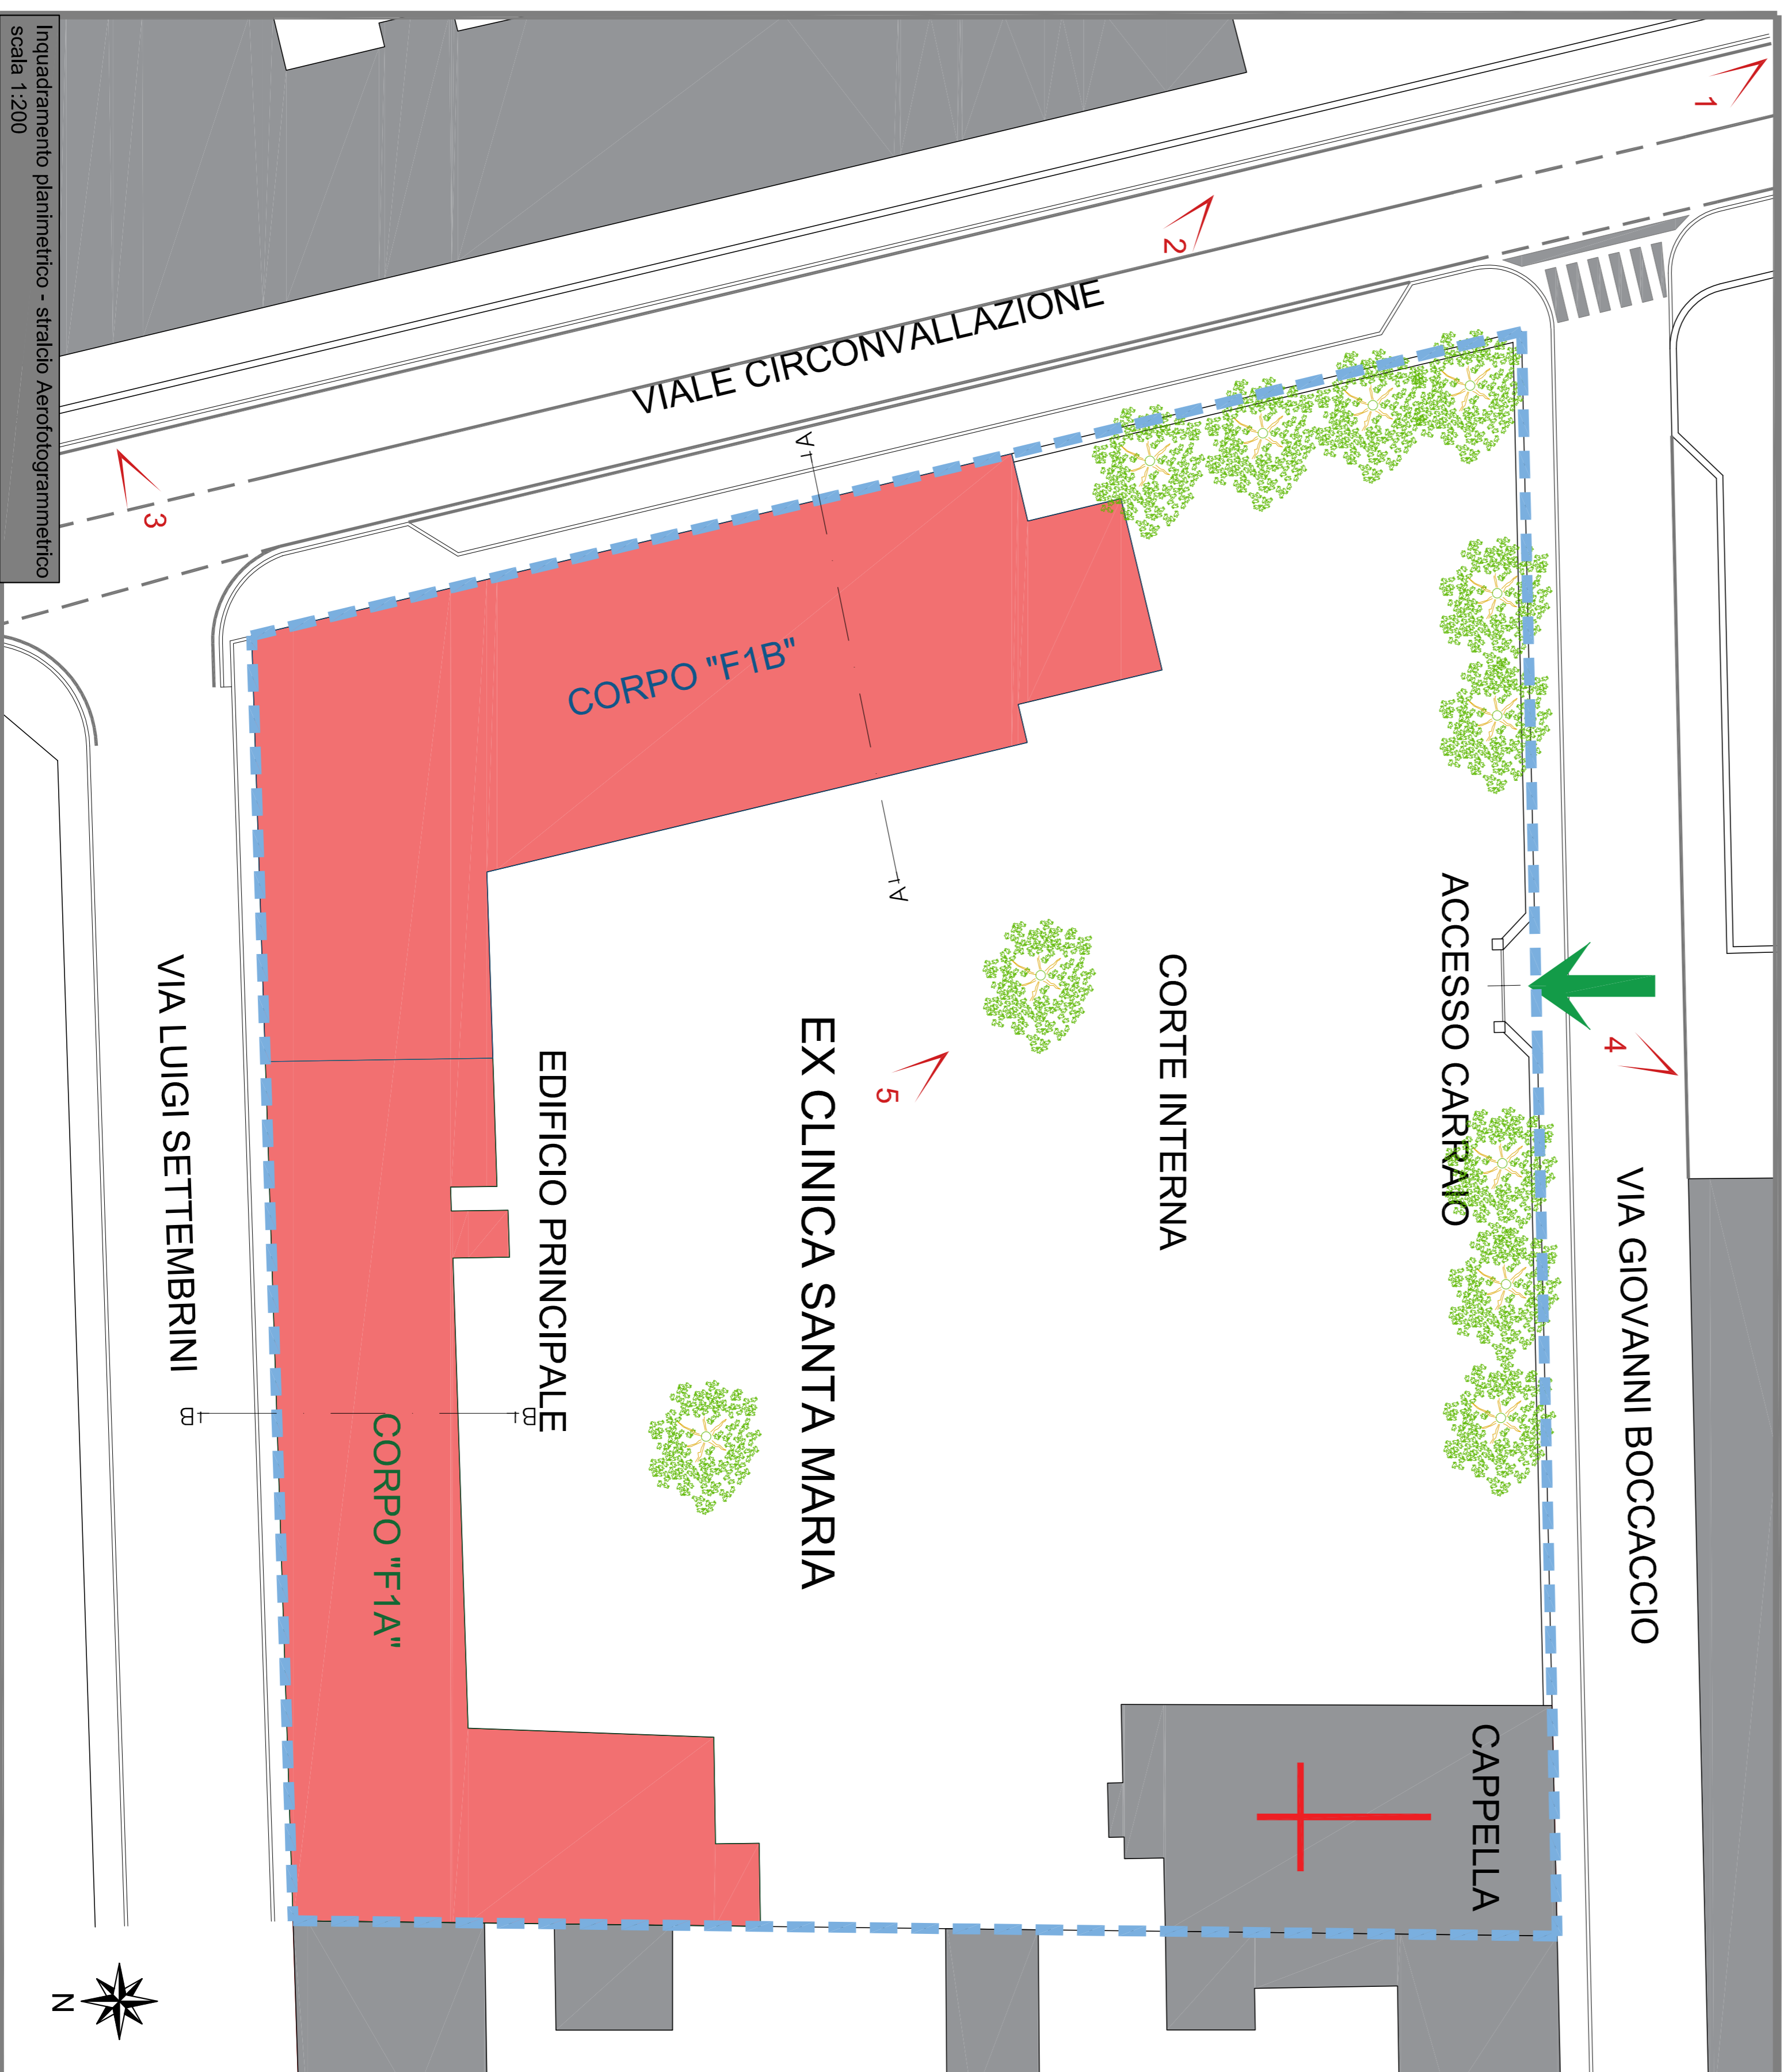 Inquadramento planimetrico - stralcio Aerofotogrammetrico
scala 1:200
VIALE CIRCONVALLAZIONE
1
2
3
A
A
CORPO "F1B"
VIA GIOVANNI BOCCACCIO
4
ACCESSO CARRAIO
CORTE INTERNA
5
EX CLINICA SANTA MARIA
EDIFICIO PRINCIPALE
CORPO "F1A"
B
B
VIA LUIGI SETTEMBRINI
CAPPELLA
N